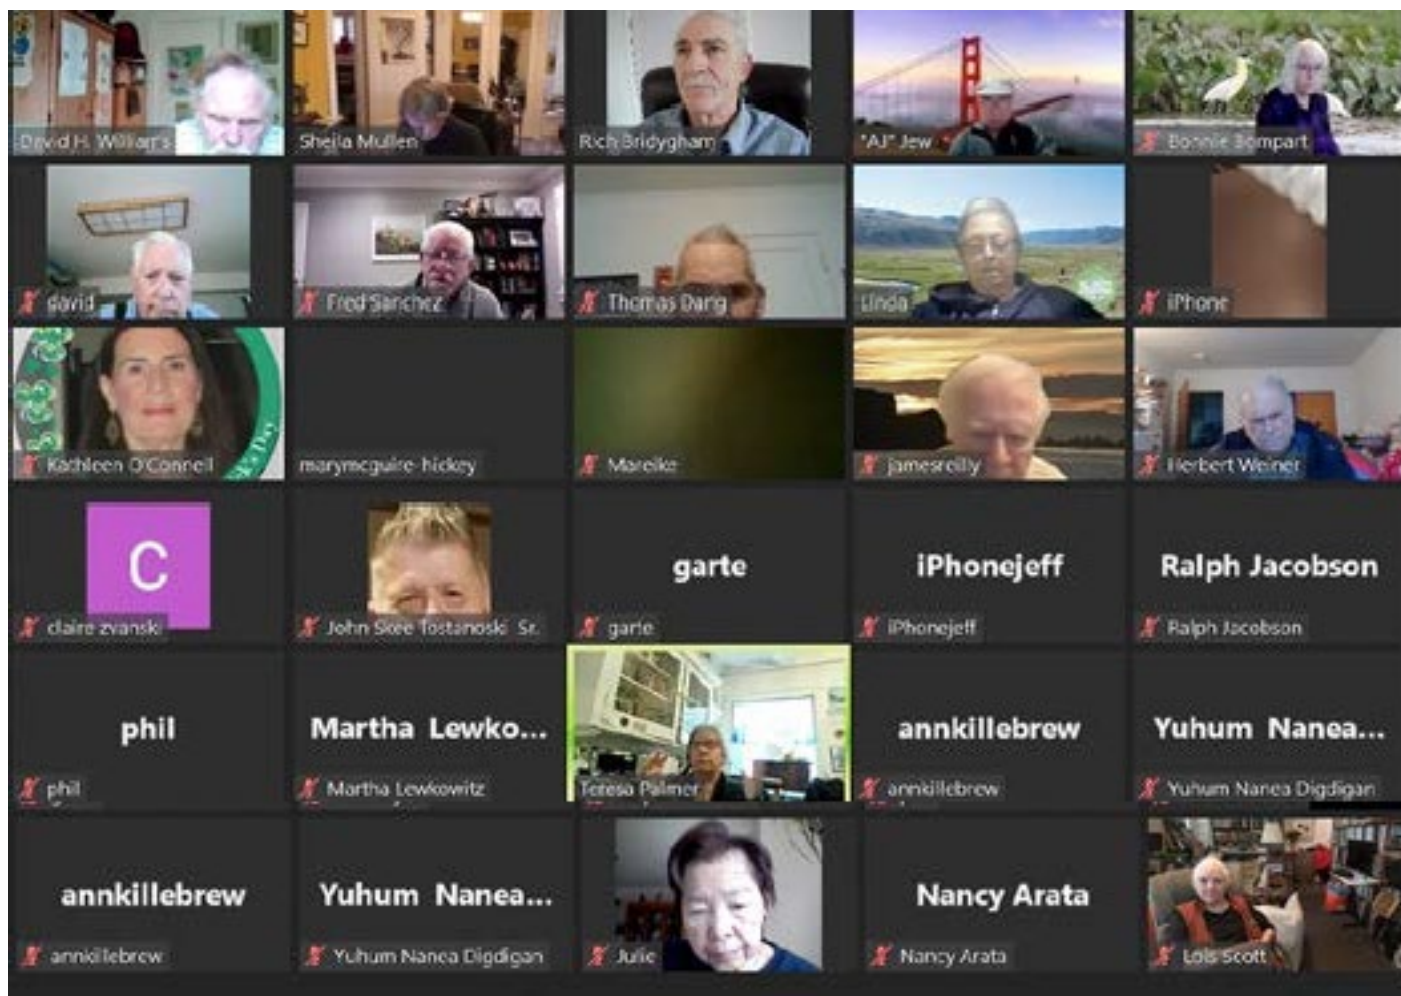 David H. Williams
Sheila Mullen
Rich Bridygham
"AJ" Jew
Bonnie Bompart
david
Fred Sanchez
Thomas Dang
Linda
iPhone
Kathleen O'Connell
marymcguire-hickey
Mareike
jamesreilly
Herbert Weiner
C
claire zvanski
John Skee Tostanoski Sr.
garte
garte
iPhonejeff
iPhonejeff
Ralph Jacobson
Ralph Jacobson
phil
phil
Martha Lewko...
Martha Lewkowitz
Teresa Palmer
annkillebrew
annkillebrew
Yuhum Nanea...
Yuhum Nanea Digdigan
annkillebrew
annkillebrew
Yuhum Nanea...
Yuhum Nanea Digdigan
Julie
Nancy Arata
Nancy Arata
Lois Scott